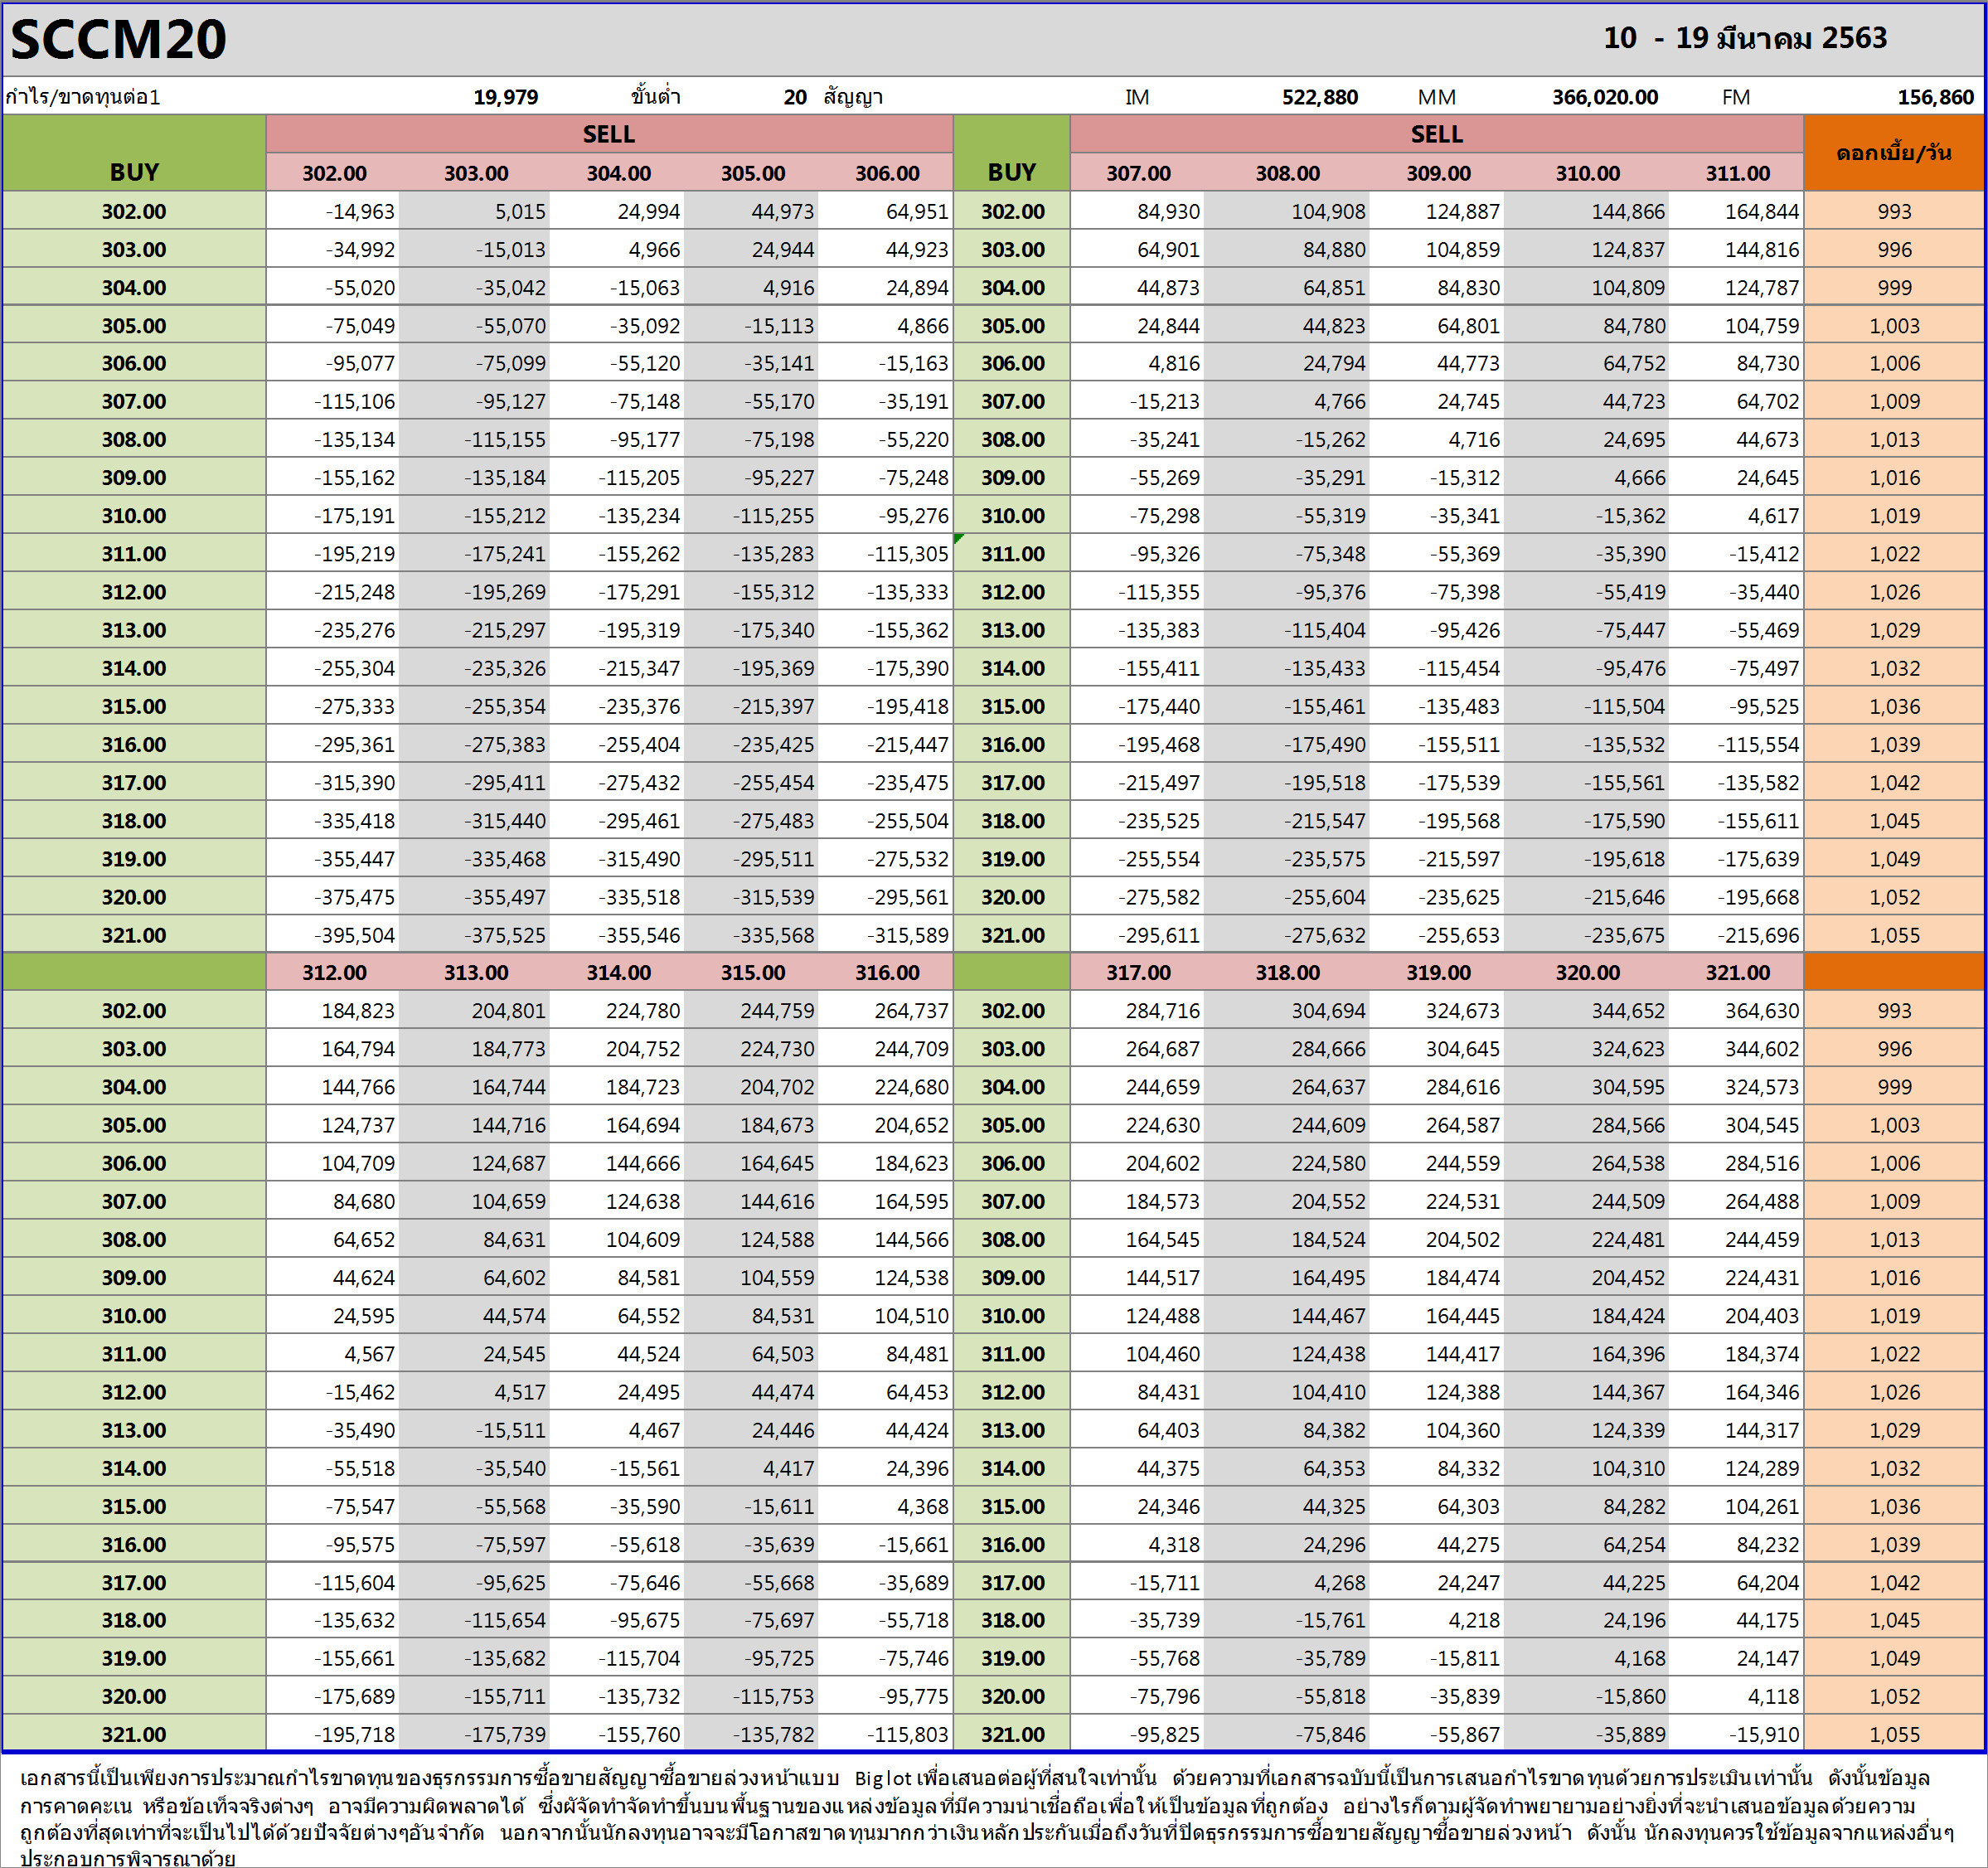 SCCM20 10 - 19 มีนาคม 2563
กำไร/ขาดทุนต่อ1 19,979 ขั้นต่ำ 20 สัญญา IM 522,880 MM 366,020.00 FM 156,860
BUY SELL BUY SELL ดอกเบี้ย/วัน
302.00 303.00 304.00 305.00 306.00 307.00 308.00 309.00 310.00 311.00
302.00 -14,963 5,015 24,994 44,973 64,951 302.00 84,930 104,908 124,887 144,866 164,844 993
303.00 -34,992 -15,013 4,966 24,944 44,923 303.00 64,901 84,880 104,859 124,837 144,816 996
304.00 -55,020 -35,042 -15,063 4,916 24,894 304.00 44,873 64,851 84,830 104,809 124,787 999
305.00 -75,049 -55,070 -35,092 -15,113 4,866 305.00 24,844 44,823 64,801 84,780 104,759 1,003
306.00 -95,077 -75,099 -55,120 -35,141 -15,163 306.00 4,816 24,794 44,773 64,752 84,730 1,006
307.00 -115,106 -95,127 -75,148 -55,170 -35,191 307.00 -15,213 4,766 24,745 44,723 64,702 1,009
308.00 -135,134 -115,155 -95,177 -75,198 -55,220 308.00 -35,241 -15,262 4,716 24,695 44,673 1,013
309.00 -155,162 -135,184 -115,205 -95,227 -75,248 309.00 -55,269 -35,291 -15,312 4,666 24,645 1,016
310.00 -175,191 -155,212 -135,234 -115,255 -95,276 310.00 -75,298 -55,319 -35,341 -15,362 4,617 1,019
311.00 -195,219 -175,241 -155,262 -135,283 -115,305 311.00 -95,326 -75,348 -55,369 -35,390 -15,412 1,022
312.00 -215,248 -195,269 -175,291 -155,312 -135,333 312.00 -115,355 -95,376 -75,398 -55,419 -35,440 1,026
313.00 -235,276 -215,297 -195,319 -175,340 -155,362 313.00 -135,383 -115,404 -95,426 -75,447 -55,469 1,029
314.00 -255,304 -235,326 -215,347 -195,369 -175,390 314.00 -155,411 -135,433 -115,454 -95,476 -75,497 1,032
315.00 -275,333 -255,354 -235,376 -215,397 -195,418 315.00 -175,440 -155,461 -135,483 -115,504 -95,525 1,036
316.00 -295,361 -275,383 -255,404 -235,425 -215,447 316.00 -195,468 -175,490 -155,511 -135,532 -115,554 1,039
317.00 -315,390 -295,411 -275,432 -255,454 -235,475 317.00 -215,497 -195,518 -175,539 -155,561 -135,582 1,042
318.00 -335,418 -315,440 -295,461 -275,483 -255,504 318.00 -235,525 -215,547 -195,568 -175,590 -155,611 1,045
319.00 -355,447 -335,468 -315,490 -295,511 -275,532 319.00 -255,554 -235,575 -215,597 -195,618 -175,639 1,049
320.00 -375,475 -355,497 -335,518 -315,539 -295,561 320.00 -275,582 -255,604 -235,625 -215,646 -195,668 1,052
321.00 -395,504 -375,525 -355,546 -335,568 -315,589 321.00 -295,611 -275,632 -255,653 -235,675 -215,696 1,055
312.00 313.00 314.00 315.00 316.00 317.00 318.00 319.00 320.00 321.00
302.00 184,823 204,801 224,780 244,759 264,737 302.00 284,716 304,694 324,673 344,652 364,630 993
303.00 164,794 184,773 204,752 224,730 244,709 303.00 264,687 284,666 304,645 324,623 344,602 996
304.00 144,766 164,744 184,723 204,702 224,680 304.00 244,659 264,637 284,616 304,595 324,573 999
305.00 124,737 144,716 164,694 184,673 204,652 305.00 224,630 244,609 264,587 284,566 304,545 1,003
306.00 104,709 124,687 144,666 164,645 184,623 306.00 204,602 224,580 244,559 264,538 284,516 1,006
307.00 84,680 104,659 124,638 144,616 164,595 307.00 184,573 204,552 224,531 244,509 264,488 1,009
308.00 64,652 84,631 104,609 124,588 144,566 308.00 164,545 184,524 204,502 224,481 244,459 1,013
309.00 44,624 64,602 84,581 104,559 124,538 309.00 144,517 164,495 184,474 204,452 224,431 1,016
310.00 24,595 44,574 64,552 84,531 104,510 310.00 124,488 144,467 164,445 184,424 204,403 1,019
311.00 4,567 24,545 44,524 64,503 84,481 311.00 104,460 124,438 144,417 164,396 184,374 1,022
312.00 -15,462 4,517 24,495 44,474 64,453 312.00 84,431 104,410 124,388 144,367 164,346 1,026
313.00 -35,490 -15,511 4,467 24,446 44,424 313.00 64,403 84,382 104,360 124,339 144,317 1,029
314.00 -55,518 -35,540 -15,561 4,417 24,396 314.00 44,375 64,353 84,332 104,310 124,289 1,032
315.00 -75,547 -55,568 -35,590 -15,611 4,368 315.00 24,346 44,325 64,303 84,282 104,261 1,036
316.00 -95,575 -75,597 -55,618 -35,639 -15,661 316.00 4,318 24,296 44,275 64,254 84,232 1,039
317.00 -115,604 -95,625 -75,646 -55,668 -35,689 317.00 -15,711 4,268 24,247 44,225 64,204 1,042
318.00 -135,632 -115,654 -95,675 -75,697 -55,718 318.00 -35,739 -15,761 4,218 24,196 44,175 1,045
319.00 -155,661 -135,682 -115,704 -95,725 -75,746 319.00 -55,768 -35,789 -15,811 4,168 24,147 1,049
320.00 -175,689 -155,711 -135,732 -115,753 -95,775 320.00 -75,796 -55,818 -35,839 -15,860 4,118 1,052
321.00 -195,718 -175,739 -155,760 -135,782 -115,803 321.00 -95,825 -75,846 -55,867 -35,889 -15,910 1,055
เอกสารนี้เป็นเพียงการประมาณกำไรขาดทุนของธุรกรรมการซื้อขายสัญญาซื้อขายล่วงหน้าแบบ Biglot เพื่อเสนอต่อผู้ที่สนใจเท่านั้น ด้วยความที่เอกสารฉบับนี้เป็นการเสนอกำไรขาดทุนด้วยการประเมินเท่านั้น ดังนั้นข้อมูล
การคาดคะเน หรือข้อเท็จจริงต่างๆ อาจมีความผิดพลาดได้ ซึ่งผู้จัดทำจัดทำขึ้นบนพื้นฐานของแหล่งข้อมูลที่มีความน่าเชื่อถือเพื่อให้เป็นข้อมูลที่ถูกต้อง อย่างไรก็ตามผู้จัดทำพยายามอย่างยิ่งที่จะนำเสนอข้อมูลด้วยความ
ถูกต้องที่สุดเท่าที่จะเป็นไปได้ด้วยปัจจัยต่างๆอันจำกัด นอกจากนั้นนักลงทุนอาจจะมีโอกาสขาดทุนมากกว่าเงินหลักประกันเมื่อถึงวันที่ปิดธุรกรรมการซื้อขายสัญญาซื้อขายล่วงหน้า ดังนั้น นักลงทุนควรใช้ข้อมูลจากแหล่งอื่นๆ
ประกอบการพิจารณาด้วย